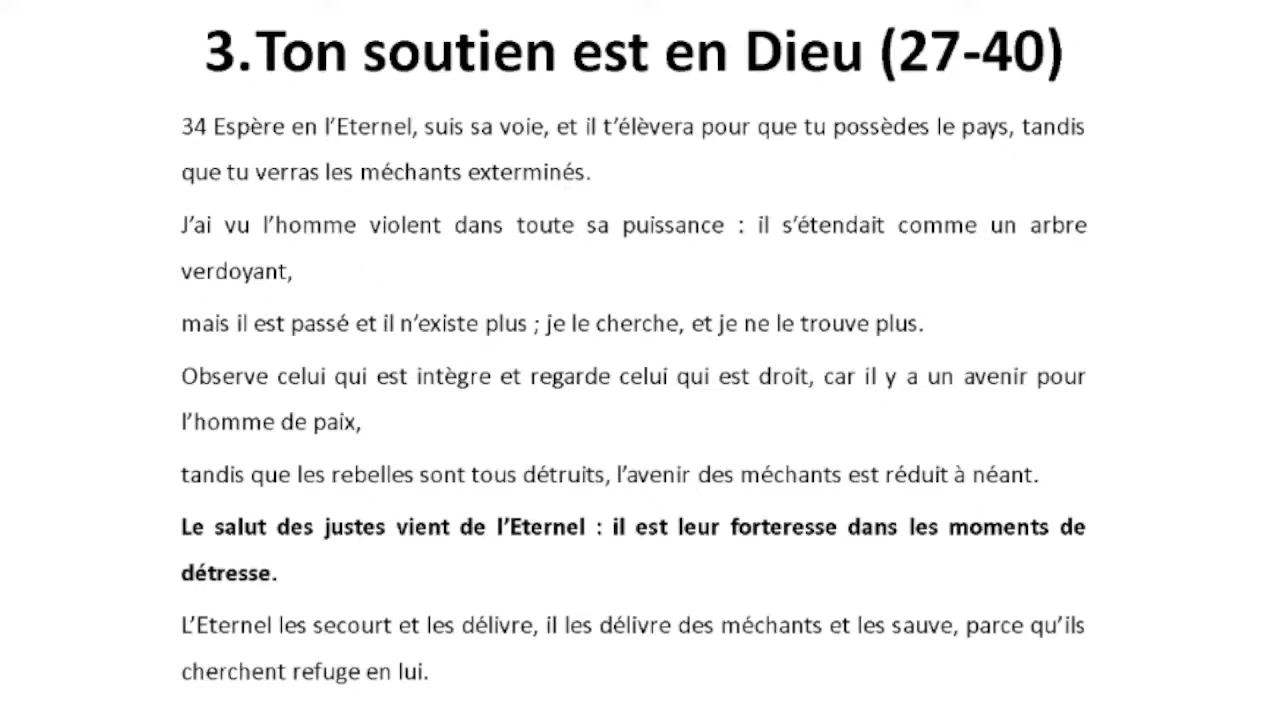 3.Ton soutien est en Dieu (27-40)
34 Espère en l’Eternel, suis sa voie, et il t’élèvera pour que tu possèdes le pays, tandis
que tu verras les méchants exterminés.
J’ai vu l’homme violent dans toute sa puissance : il s’étendait comme un arbre
verdoyant,
mais il est passé et il n’existe plus ; je le cherche, et je ne le trouve plus.
Observe celui qui est intègre et regarde celui qui est droit, car il y a un avenir pour
l’homme de paix,
tandis que les rebelles sont tous détruits, l’avenir des méchants est réduit à néant.
Le salut des justes vient de l’Eternel : il est leur forteresse dans les moments de
détresse.
L’Eternel les secourt et les délivre, il les délivre des méchants et les sauve, parce qu’ils
cherchent refuge en lui.